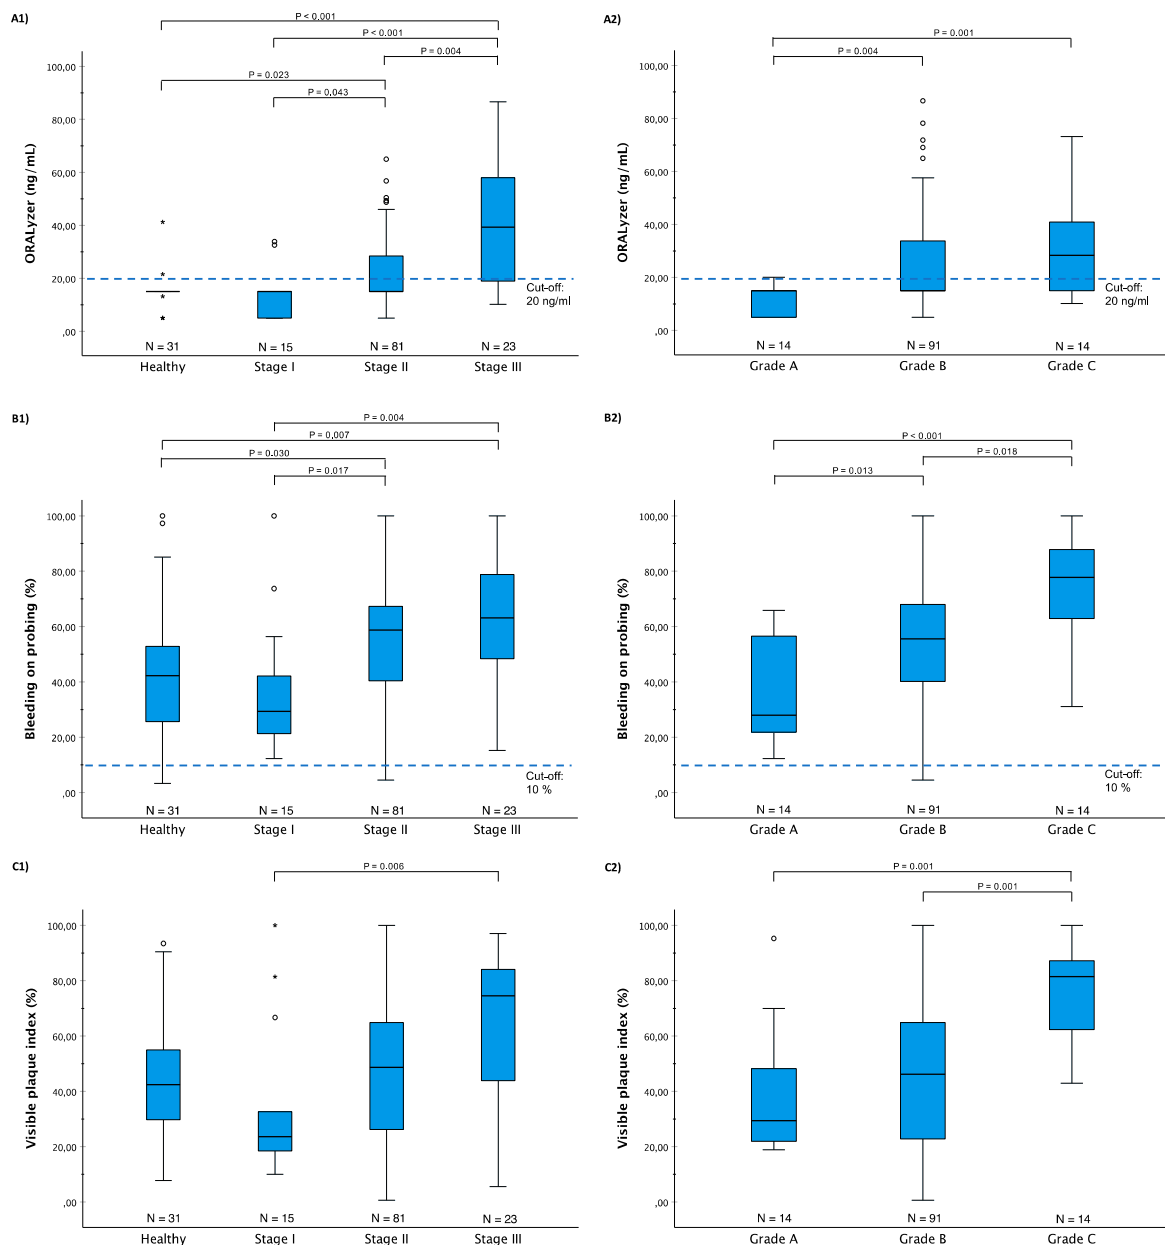 A1)
P < 0.001
P < 0.001
P = 0.004
P = 0.023
P = 0.043
ORALyzer (ng/mL)
100,00
80,00
60,00
40,00
20,00
,00
Cut-off:
20 ng/ml
N = 31 N = 15 N = 81 N = 23
Healthy Stage I Stage II Stage III
A2)
P = 0.001
P = 0.004
ORALyzer (ng/mL)
100,00
80,00
60,00
40,00
20,00
,00
Cut-off:
20 ng/ml
N = 14 N = 91 N = 14
Grade A Grade B Grade C
B1)
P = 0.004
P = 0,007
P = 0.030
P = 0.017
Bleeding on probing (%)
100,00
80,00
60,00
40,00
20,00
,00
Cut-off:
10 %
N = 31 N = 15 N = 81 N = 23
Healthy Stage I Stage II Stage III
B2)
P < 0.001
P = 0.018
P = 0.013
Bleeding on probing (%)
100,00
80,00
60,00
40,00
20,00
,00
Cut-off:
10 %
N = 14 N = 91 N = 14
Grade A Grade B Grade C
C1)
P = 0.006
Visible plaque index (%)
100,00
80,00
60,00
40,00
20,00
,00
N = 31 N = 15 N = 81 N = 23
Healthy Stage I Stage II Stage III
C2)
P = 0.001
P = 0.001
Visible plaque index (%)
100,00
80,00
60,00
40,00
20,00
,00
N = 14 N = 91 N = 14
Grade A Grade B Grade C